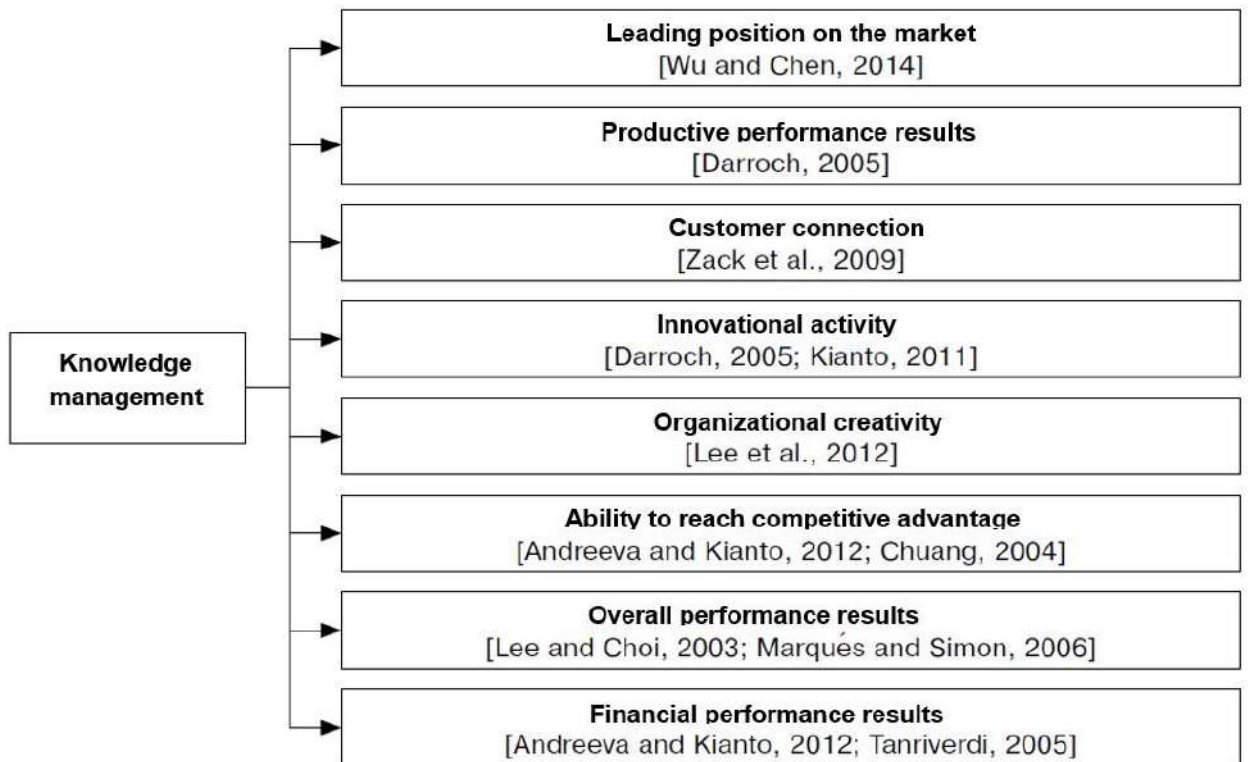 Leading position on the market
[Wu and Chen, 2014]
Productive performance results
[Darroch, 2005]
Customer connection
[Zack et al., 2009]
Innovational activity
[Darroch, 2005; Kianto, 2011]
Knowledge
management
Organizational creativity
[Lee et al., 2012]
Ability to reach competitive advantage
[Andreeva and Kianto, 2012; Chuang, 2004]
Overall performance results
[Lee and Choi, 2003; Marqués and Simon, 2006]
Financial performance results
[Andreeva and Kianto, 2012; Tanriverdi, 2005]